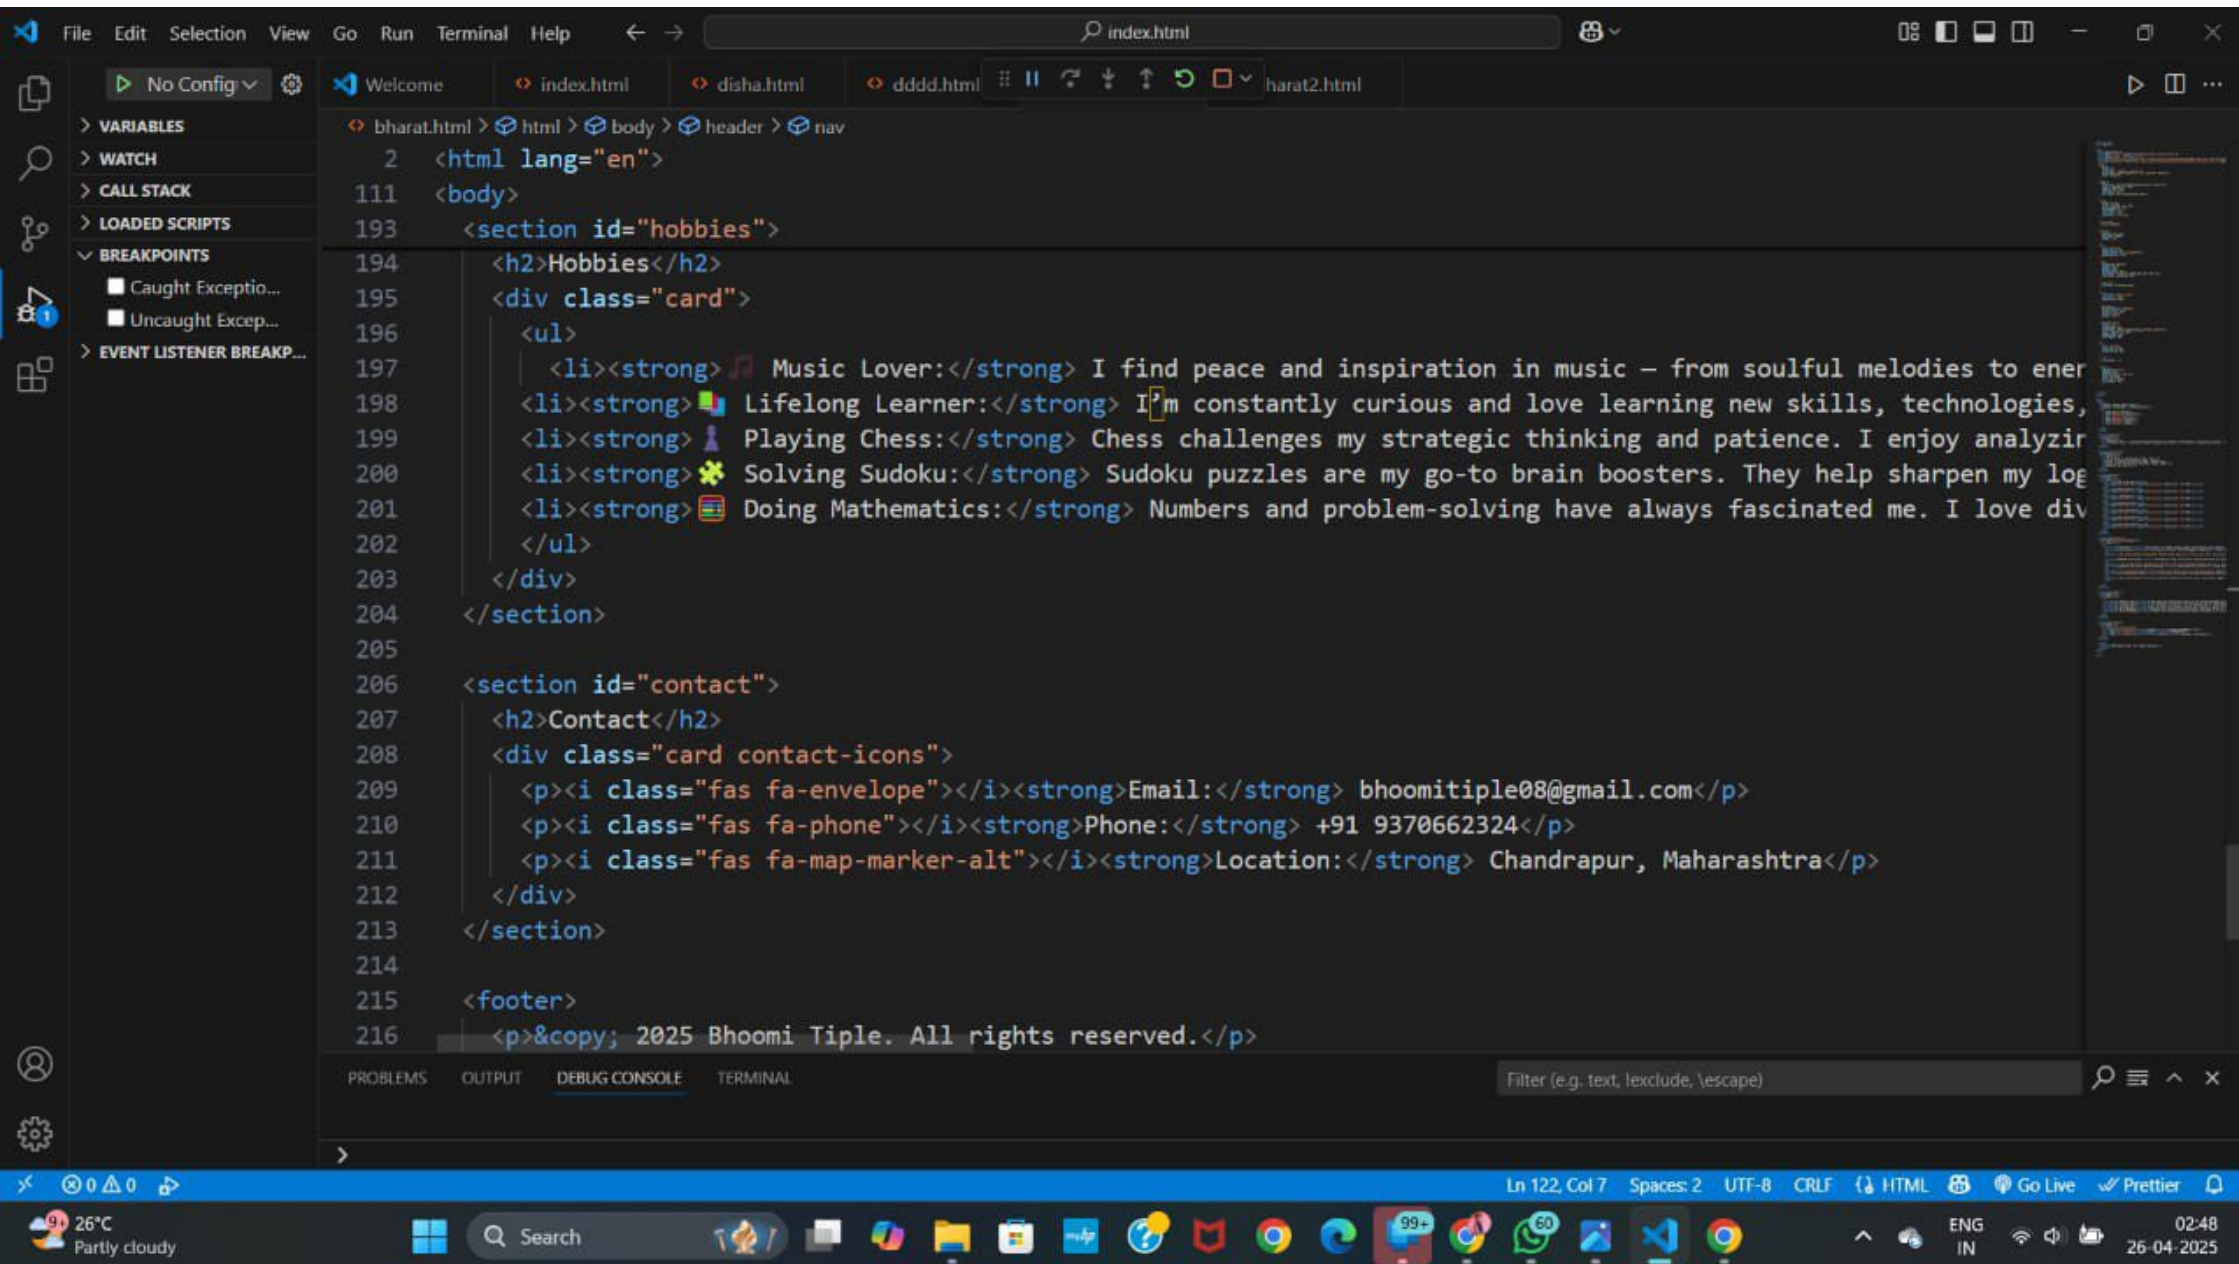 File Edit Selection View Go Run Terminal Help index.html
No Config Welcome index.html disha.html dddd.html harat2.html
VARIABLES
WATCH
CALL STACK
LOADED SCRIPTS
BREAKPOINTS
Caught Exceptio...
Uncaught Excep...
EVENT LISTENER BREAKP...
1
bharat.html > html > body > header > nav
2 <html lang="en">
111 <body>
193 <section id="hobbies">
194 <h2>Hobbies</h2>
195 <div class="card">
196 <ul>
197 <li><strong>🎵 Music Lover:</strong> I find peace and inspiration in music – from soulful melodies to ener
198 <li><strong>📚 Lifelong Learner:</strong> I’m constantly curious and love learning new skills, technologies,
199 <li><strong>♟️ Playing Chess:</strong> Chess challenges my strategic thinking and patience. I enjoy analyzin
200 <li><strong>🧩 Solving Sudoku:</strong> Sudoku puzzles are my go-to brain boosters. They help sharpen my log
201 <li><strong>🧮 Doing Mathematics:</strong> Numbers and problem-solving have always fascinated me. I love div
202 </ul>
203 </div>
204 </section>
205
206 <section id="contact">
207 <h2>Contact</h2>
208 <div class="card contact-icons">
209 <p><i class="fas fa-envelope"></i><strong>Email:</strong> bhoomitiple08@gmail.com</p>
210 <p><i class="fas fa-phone"></i><strong>Phone:</strong> +91 9370662324</p>
211 <p><i class="fas fa-map-marker-alt"></i><strong>Location:</strong> Chandrapur, Maharashtra</p>
212 </div>
213 </section>
214
215 <footer>
216 <p>&copy; 2025 Bhoomi Tiple. All rights reserved.</p>
PROBLEMS OUTPUT DEBUG CONSOLE TERMINAL Filter (e.g. text, !exclude, \escape)
0 0 Ln 122, Col 7 Spaces: 2 UTF-8 CRLF HTML Go Live Prettier
9+ 26°C Search 99+ 60 ENG 02:48
Partly cloudy IN 26-04-2025